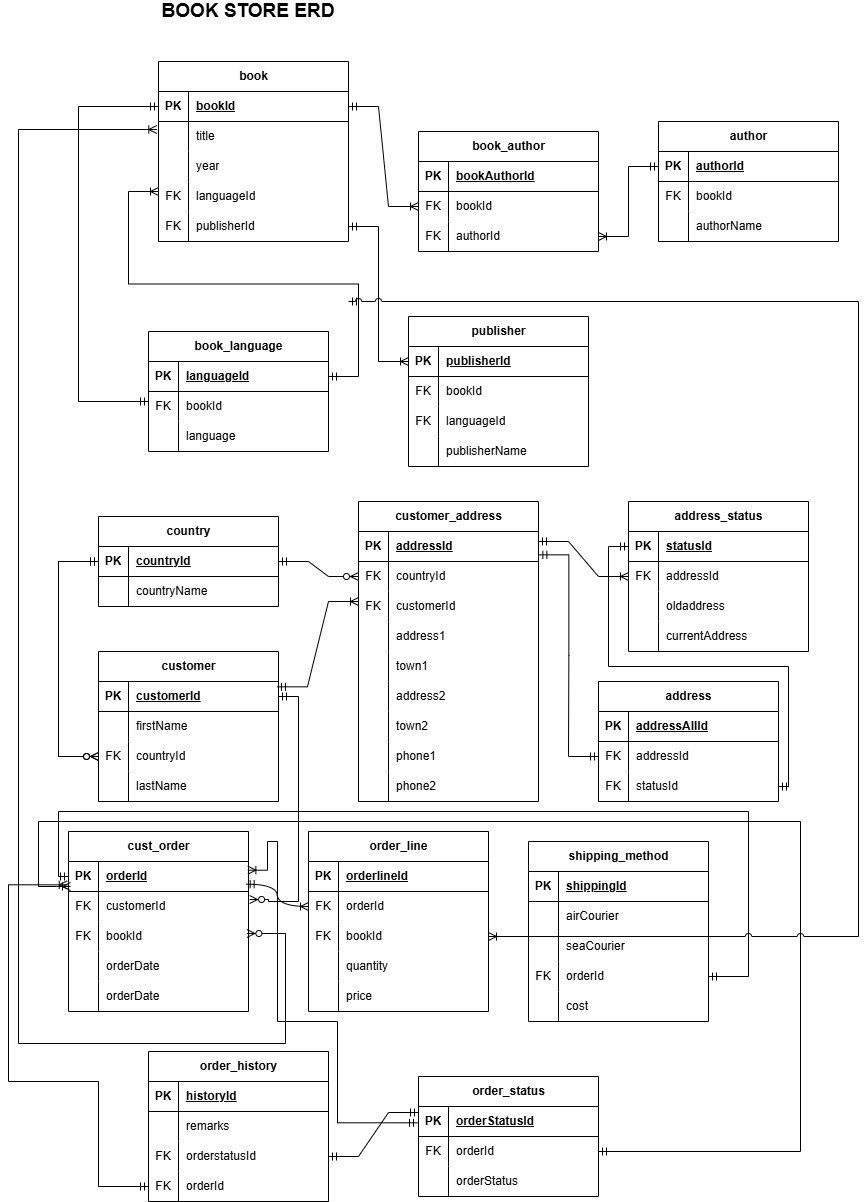 BOOK STORE ERD
book
PK bookId
title
year
FK languageId
FK publisherId
book_author
PK bookAuthorId
FK bookId
FK authorId
author
PK authorId
FK bookId
authorName
book_language
PK languageId
FK bookId
language
publisher
PK publisherId
FK bookId
FK languageId
publisherName
country
PK countryId
countryName
customer_address
PK addressId
FK countryId
FK customerId
address1
town1
address2
town2
phone1
phone2
address_status
PK statusId
FK addressId
oldaddress
currentAddress
customer
PK customerId
firstName
FK countryId
lastName
address
PK addressAllId
FK addressId
FK statusId
cust_order
PK orderId
FK customerId
FK bookId
orderDate
orderDate
order_line
PK orderlineId
FK orderId
FK bookId
quantity
price
shipping_method
PK shippingId
airCourier
seaCourier
FK orderId
cost
order_history
PK historyId
remarks
FK orderstatusId
FK orderId
order_status
PK orderStatusId
FK orderId
orderStatus